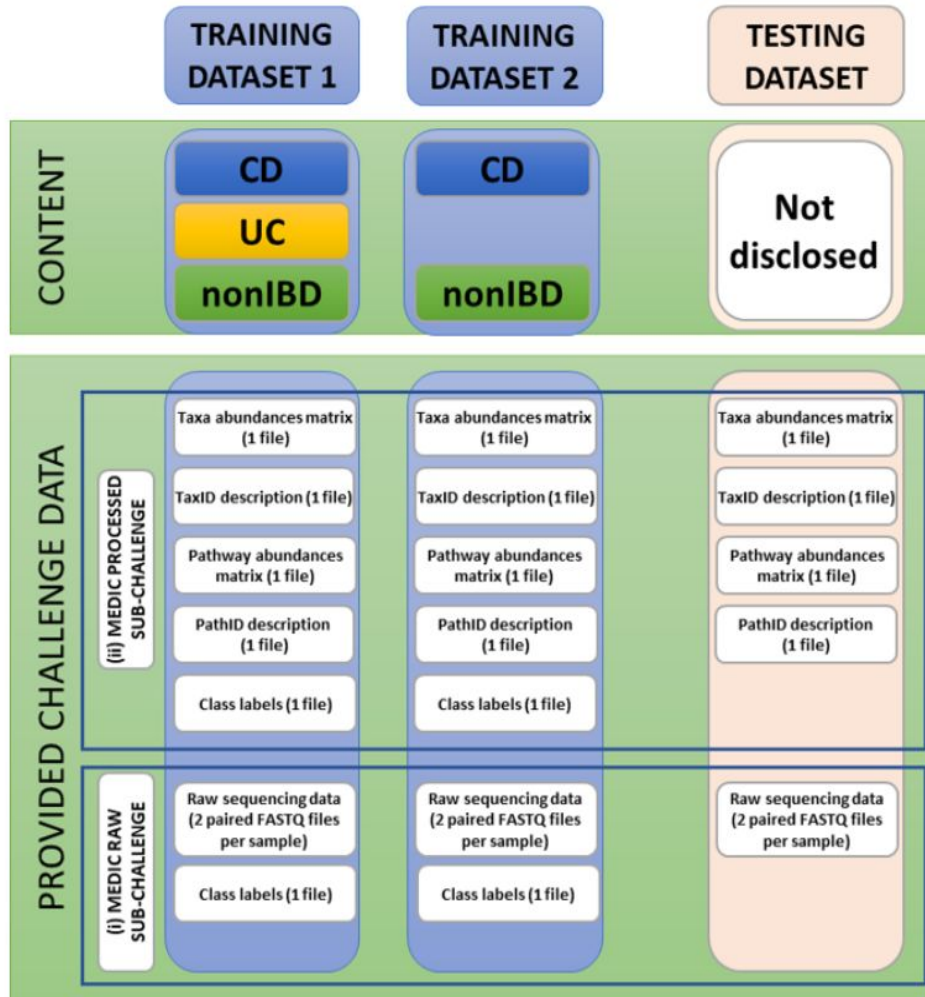 TRAINING
DATASET 1
TRAINING
DATASET 2
TESTING
DATASET
CONTENT
CD
UC
nonIBD
CD
nonIBD
Not
disclosed
PROVIDED CHALLENGE DATA
(ii) MEDIC PROCESSED
SUB-CHALLENGE
Taxa abundances matrix
(1 file)
TaxID description (1 file)
Pathway abundances
matrix (1 file)
PathID description
(1 file)
Class labels (1 file)
Taxa abundances matrix
(1 file)
TaxID description (1 file)
Pathway abundances
matrix (1 file)
PathID description
(1 file)
Class labels (1 file)
Taxa abundances matrix
(1 file)
TaxID description (1 file)
Pathway abundances
matrix (1 file)
PathID description
(1 file)
(i) MEDIC RAW
SUB-CHALLENGE
Raw sequencing data
(2 paired FASTQ files
per sample)
Class labels (1 file)
Raw sequencing data
(2 paired FASTQ files
per sample)
Class labels (1 file)
Raw sequencing data
(2 paired FASTQ files
per sample)